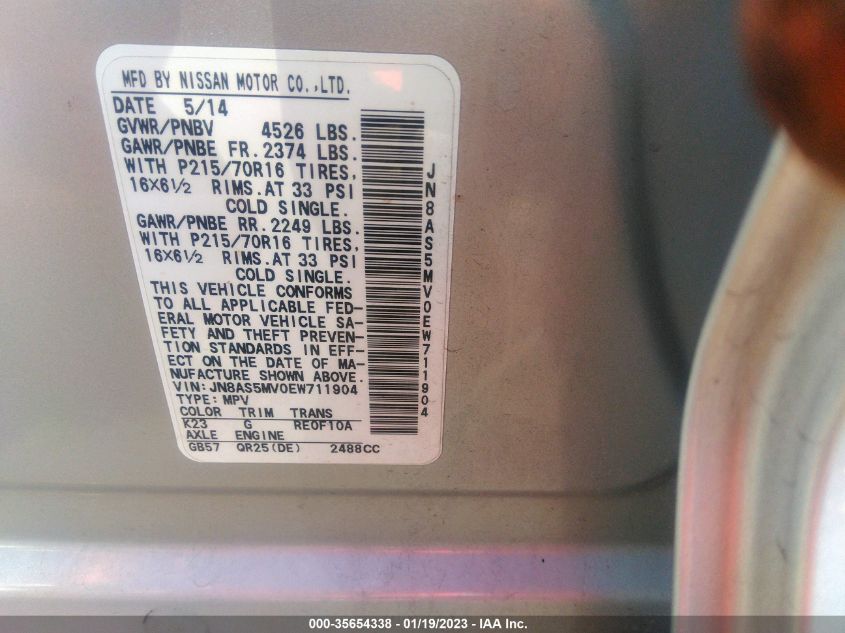 MFD BY NISSAN MOTOR CO.,LTD.
DATE 5/14
GVWR/PNBV 4526 LBS.
GAWR/PNBE FR. 2374 LBS.
WITH P215/70R16 TIRES,
16X6½ RIMS.AT 33 PSI
COLD SINGLE.
GAWR/PNBE RR. 2249 LBS.
WITH P215/70R16 TIRES,
16X6½ RIMS.AT 33 PSI
COLD SINGLE.
THIS VEHICLE CONFORMS
TO ALL APPLICABLE FED-
ERAL MOTOR VEHICLE SA-
FETY AND THEFT PREVEN-
TION STANDARDS IN EFF-
ECT ON THE DATE OF MA-
NUFACTURE SHOWN ABOVE.
VIN: JN8AS5MV0EW711904
TYPE: MPV
COLOR TRIM TRANS
K23 G RE0F10A
AXLE ENGINE
GB57 QR25(DE) 2488CC
JN8AS5MV0EW711904
000-35654338 - 01/19/2023 - IAA Inc.